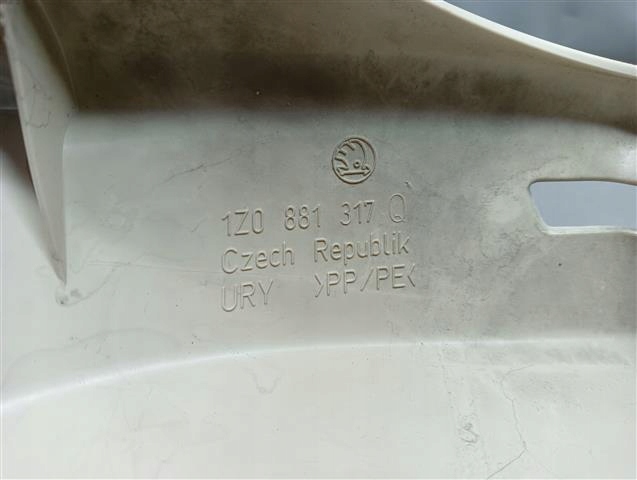 1Z0 881 317 Q
Czech Republik
URY >PP/PE<